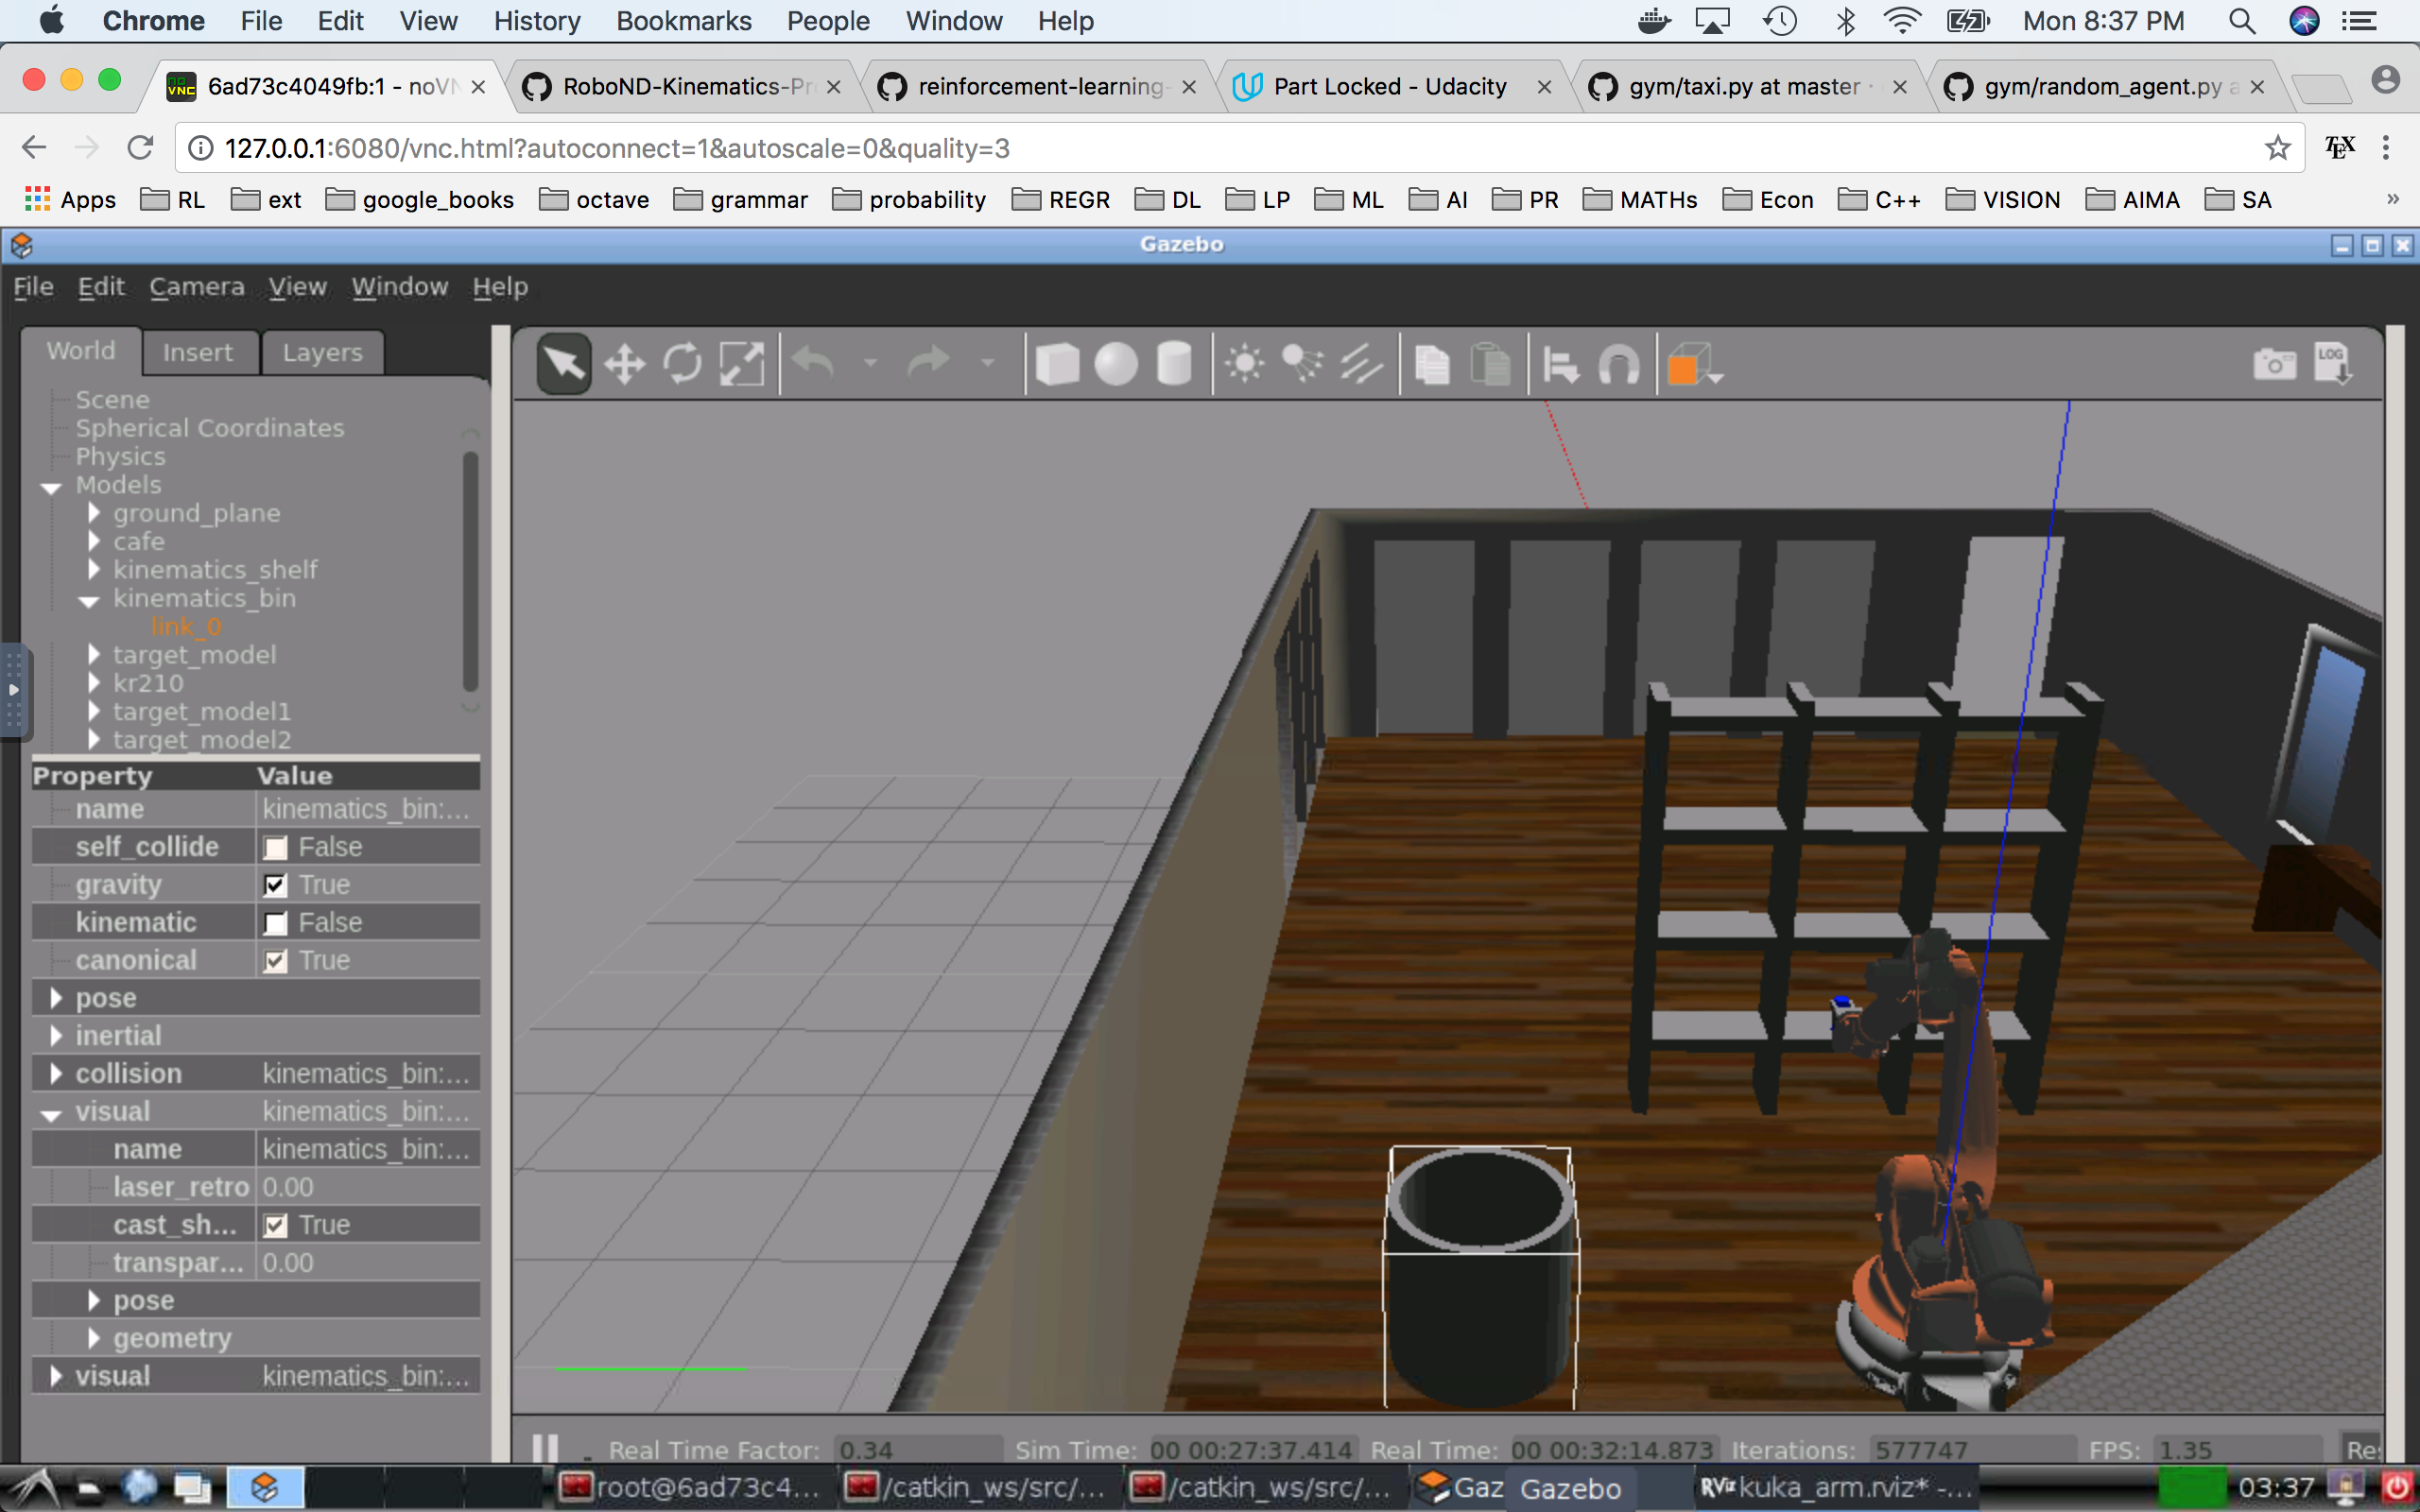 Chrome File Edit View History Bookmarks People Window Help Mon 8:37 PM
6ad73c4049fb:1 - noVN RoboND-Kinematics-Pr reinforcement-learning- Part Locked - Udacity gym/taxi.py at master · gym/random_agent.py a
127.0.0.1:6080/vnc.html?autoconnect=1&autoscale=0&quality=3 TEX
Apps RL ext google_books octave grammar probability REGR DL LP ML AI PR MATHs Econ C++ VISION AIMA SA »
Gazebo
File Edit Camera View Window Help
World Insert Layers
LOG
Scene
Spherical Coordinates
Physics
Models
ground_plane
cafe
kinematics_shelf
kinematics_bin
link_0
target_model
kr210
target_model1
target_model2
Property Value
name kinematics_bin:...
self_collide False
gravity True
kinematic False
canonical True
pose
inertial
collision kinematics_bin:...
visual kinematics_bin:...
name kinematics_bin:...
laser_retro 0.00
cast_sh... True
transpar... 0.00
pose
geometry
visual kinematics_bin:...
Real Time Factor: 0.34 Sim Time: 00 00:27:37.414 Real Time: 00 00:32:14.873 Iterations: 577747 FPS: 1.35 Res
root@6ad73c4... /catkin_ws/src/... /catkin_ws/src/... Gaz Gazebo RViz kuka_arm.rviz* -... 03:37